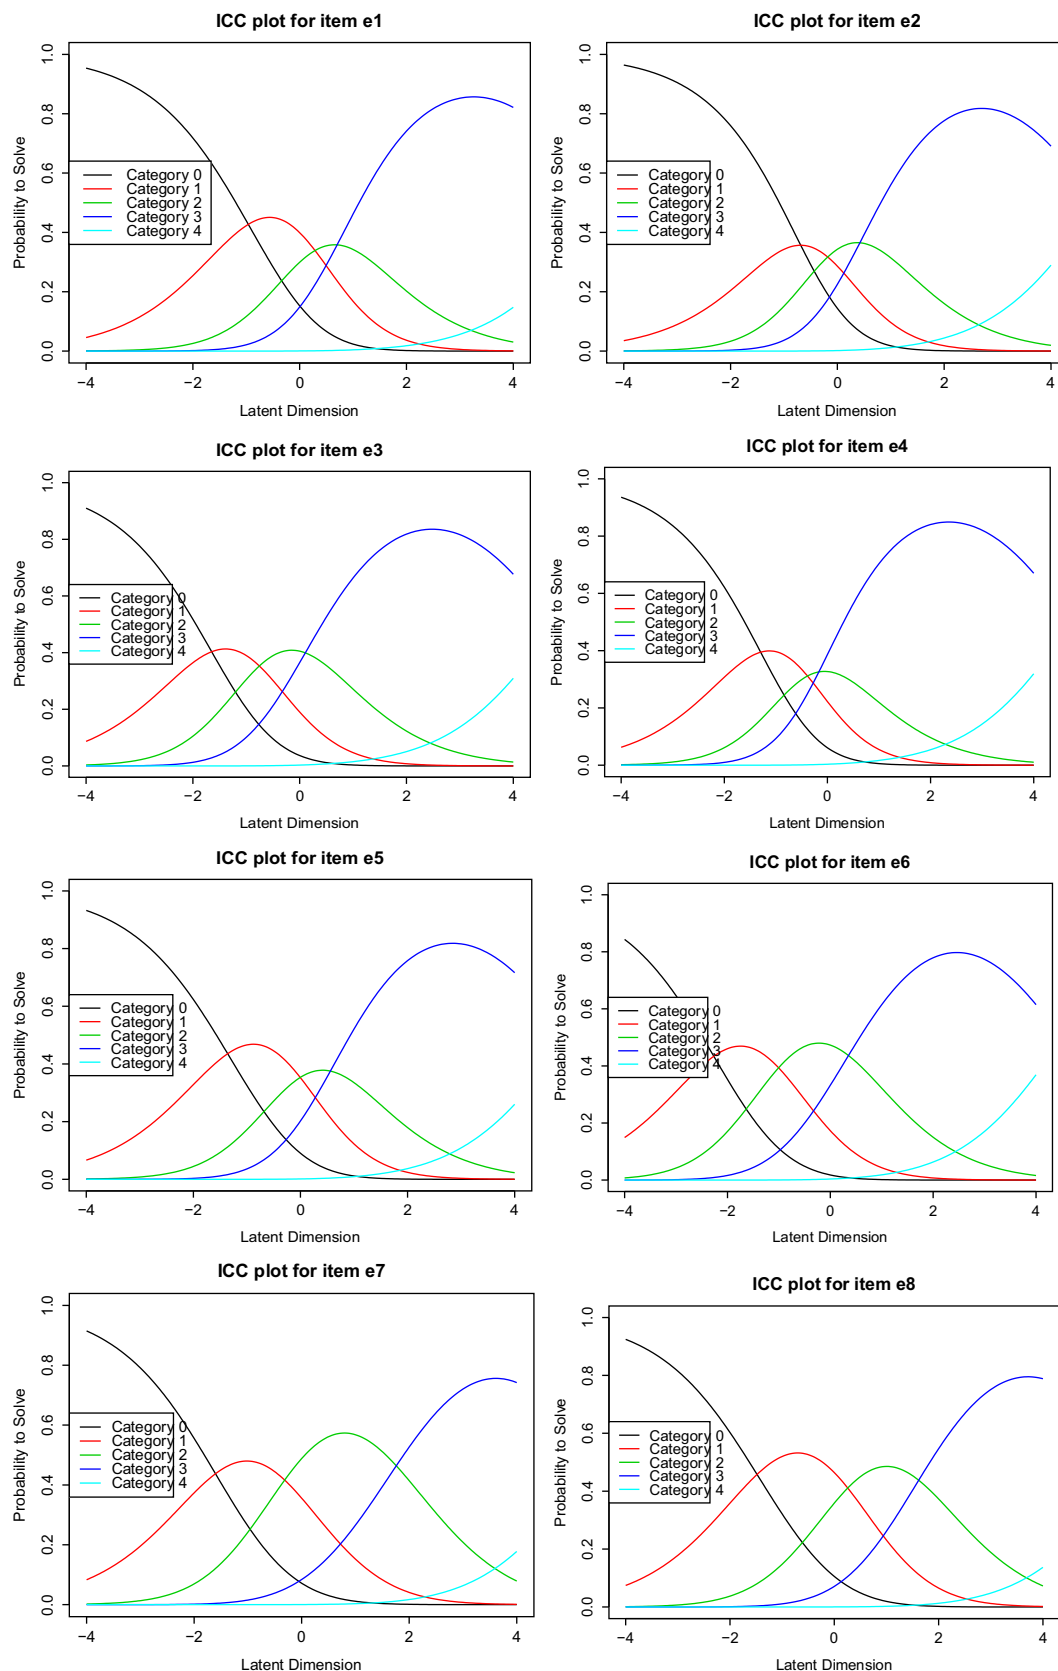 ICC plot for item e1
Probability to Solve
1.0
0.8
0.6
0.4
0.2
0.0
Category 0
Category 1
Category 2
Category 3
Category 4
−4 −2 0 2 4
Latent Dimension
ICC plot for item e2
Probability to Solve
1.0
0.8
0.6
0.4
0.2
0.0
Category 0
Category 1
Category 2
Category 3
Category 4
−4 −2 0 2 4
Latent Dimension
ICC plot for item e3
Probability to Solve
1.0
0.8
0.6
0.4
0.2
0.0
Category 0
Category 1
Category 2
Category 3
Category 4
−4 −2 0 2 4
Latent Dimension
ICC plot for item e4
Probability to Solve
1.0
0.8
0.6
0.4
0.2
0.0
Category 0
Category 1
Category 2
Category 3
Category 4
−4 −2 0 2 4
Latent Dimension
ICC plot for item e5
Probability to Solve
1.0
0.8
0.6
0.4
0.2
0.0
Category 0
Category 1
Category 2
Category 3
Category 4
−4 −2 0 2 4
Latent Dimension
ICC plot for item e6
Probability to Solve
1.0
0.8
0.6
0.4
0.2
0.0
Category 0
Category 1
Category 2
Category 3
Category 4
−4 −2 0 2 4
Latent Dimension
ICC plot for item e7
Probability to Solve
1.0
0.8
0.6
0.4
0.2
0.0
Category 0
Category 1
Category 2
Category 3
Category 4
−4 −2 0 2 4
Latent Dimension
ICC plot for item e8
Probability to Solve
1.0
0.8
0.6
0.4
0.2
0.0
Category 0
Category 1
Category 2
Category 3
Category 4
−4 −2 0 2 4
Latent Dimension